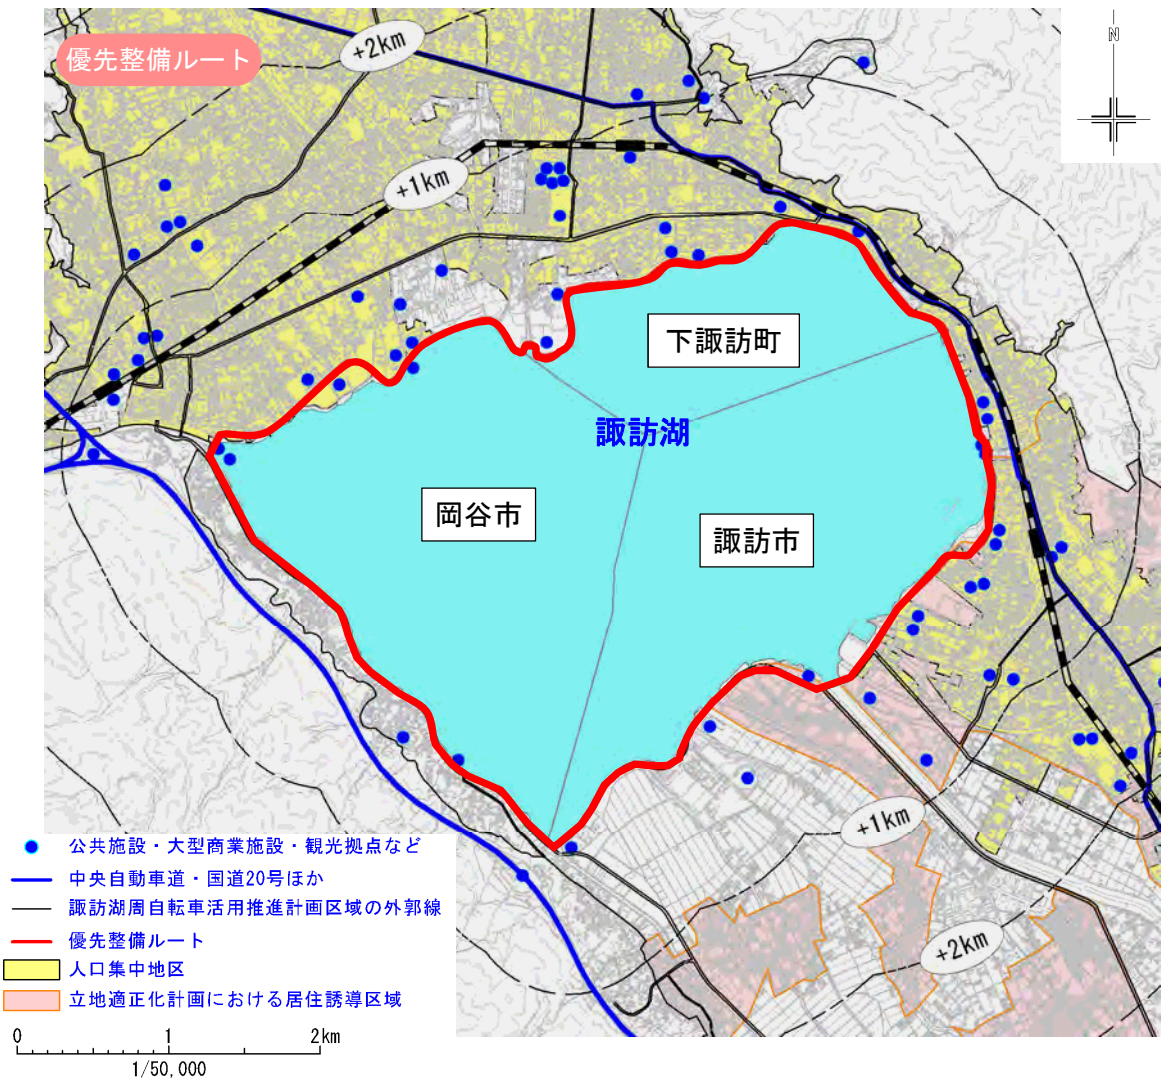 優先整備ルート
+2km
N
+1km
下諏訪町
諏訪湖
岡谷市
諏訪市
+1km
+2km
公共施設・大型商業施設・観光拠点など
中央自動車道・国道20号ほか
諏訪湖周自転車活用推進計画区域の外郭線
優先整備ルート
人口集中地区
立地適正化計画における居住誘導区域
0 1 2km
1/50,000